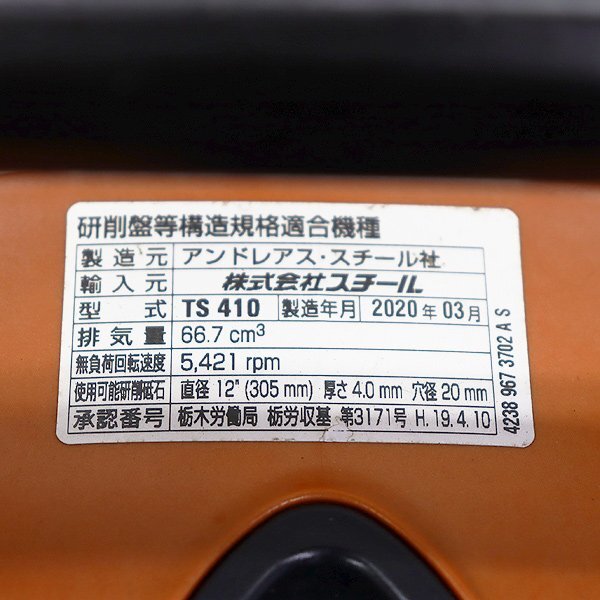 研削盤等構造規格適合機種
製造元 アンドレアス・スチール社
輸入元 株式会社スチール
型式 TS 410 製造年月 2020年 03月
排気量 66.7 cm³
無負荷回転速度 5,421 rpm
使用可能研削砥石 直径 12" (305 mm) 厚さ 4.0 mm 穴径 20 mm
承認番号 栃木労働局 栃労収基 第3171号 H.19.4.10
4238 967 3702 A S